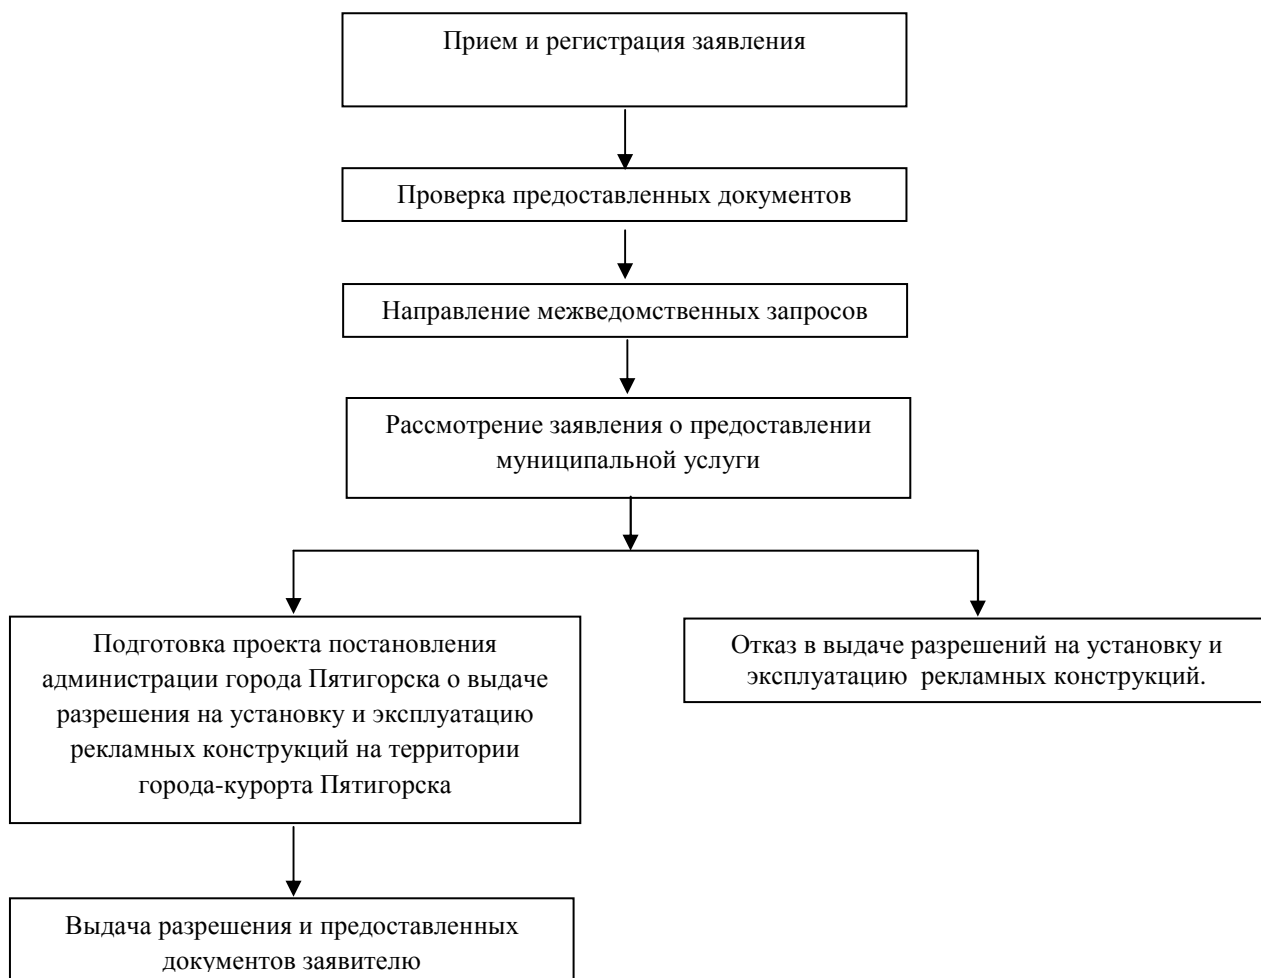 Прием и регистрация заявления
Проверка предоставленных документов
Направление межведомственных запросов
Рассмотрение заявления о предоставлении
муниципальной услуги
Подготовка проекта постановления
администрации города Пятигорска о выдаче
разрешения на установку и эксплуатацию
рекламных конструкций на территории
города-курорта Пятигорска
Отказ в выдаче разрешений на установку и
эксплуатацию рекламных конструкций.
Выдача разрешения и предоставленных
документов заявителю